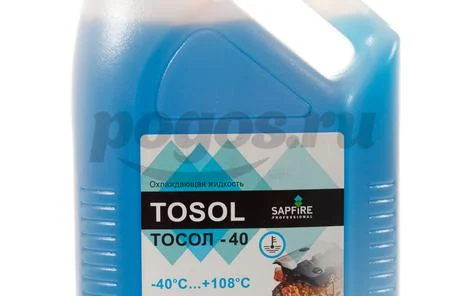 pogos.ru
Охлаждающая жидкость
TOSOL
SAPFIRE
PROFESSIONAL
ТОСОЛ -40
-40°C...+108°C